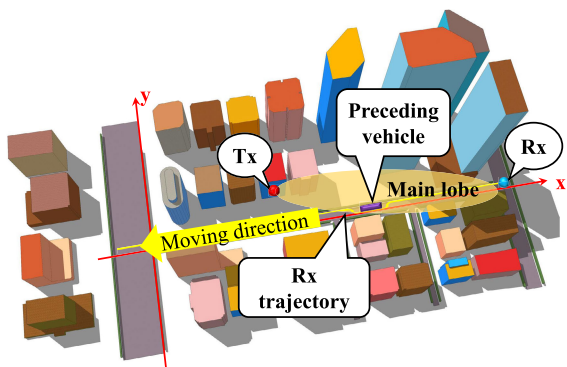 y
Preceding
vehicle
Tx
Rx
Main lobe
x
Moving direction
Rx
trajectory